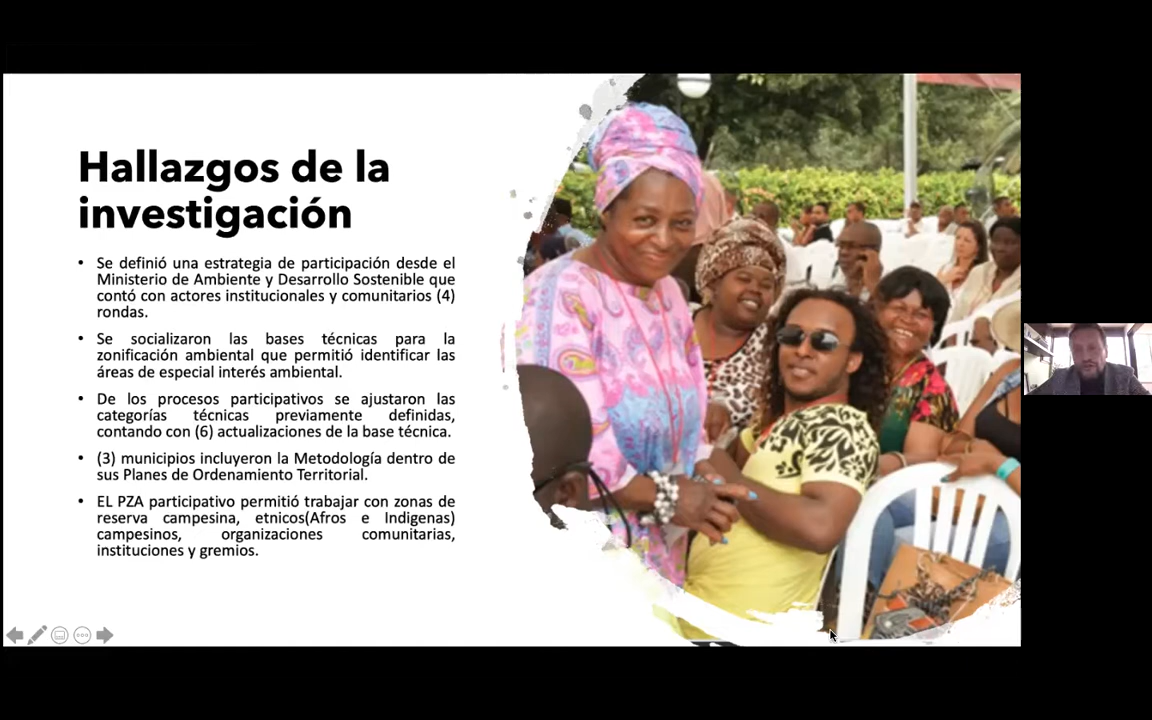 Hallazgos de la
investigación
• Se definió una estrategia de participación desde el
Ministerio de Ambiente y Desarrollo Sostenible que
contó con actores institucionales y comunitarios (4)
rondas.
• Se socializaron las bases técnicas para la
zonificación ambiental que permitió identificar las
áreas de especial interés ambiental.
• De los procesos participativos se ajustaron las
categorías técnicas previamente definidas,
contando con (6) actualizaciones de la base técnica.
• (3) municipios incluyeron la Metodología dentro de
sus Planes de Ordenamiento Territorial.
• EL PZA participativo permitió trabajar con zonas de
reserva campesina, etnicos(Afros e Indigenas)
campesinos, organizaciones comunitarias,
instituciones y gremios.